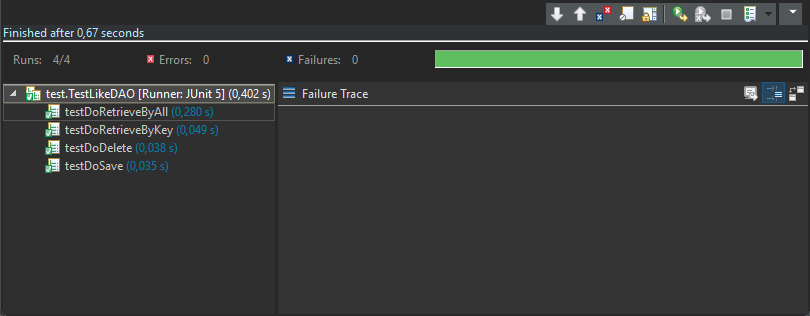 Finished after 0,67 seconds
Runs: 4/4 Errors: 0 Failures: 0
test.TestLikeDAO [Runner: JUnit 5] (0,402 s)
testDoRetrieveByAll (0,280 s)
testDoRetrieveByKey (0,049 s)
testDoDelete (0,038 s)
testDoSave (0,035 s)
Failure Trace